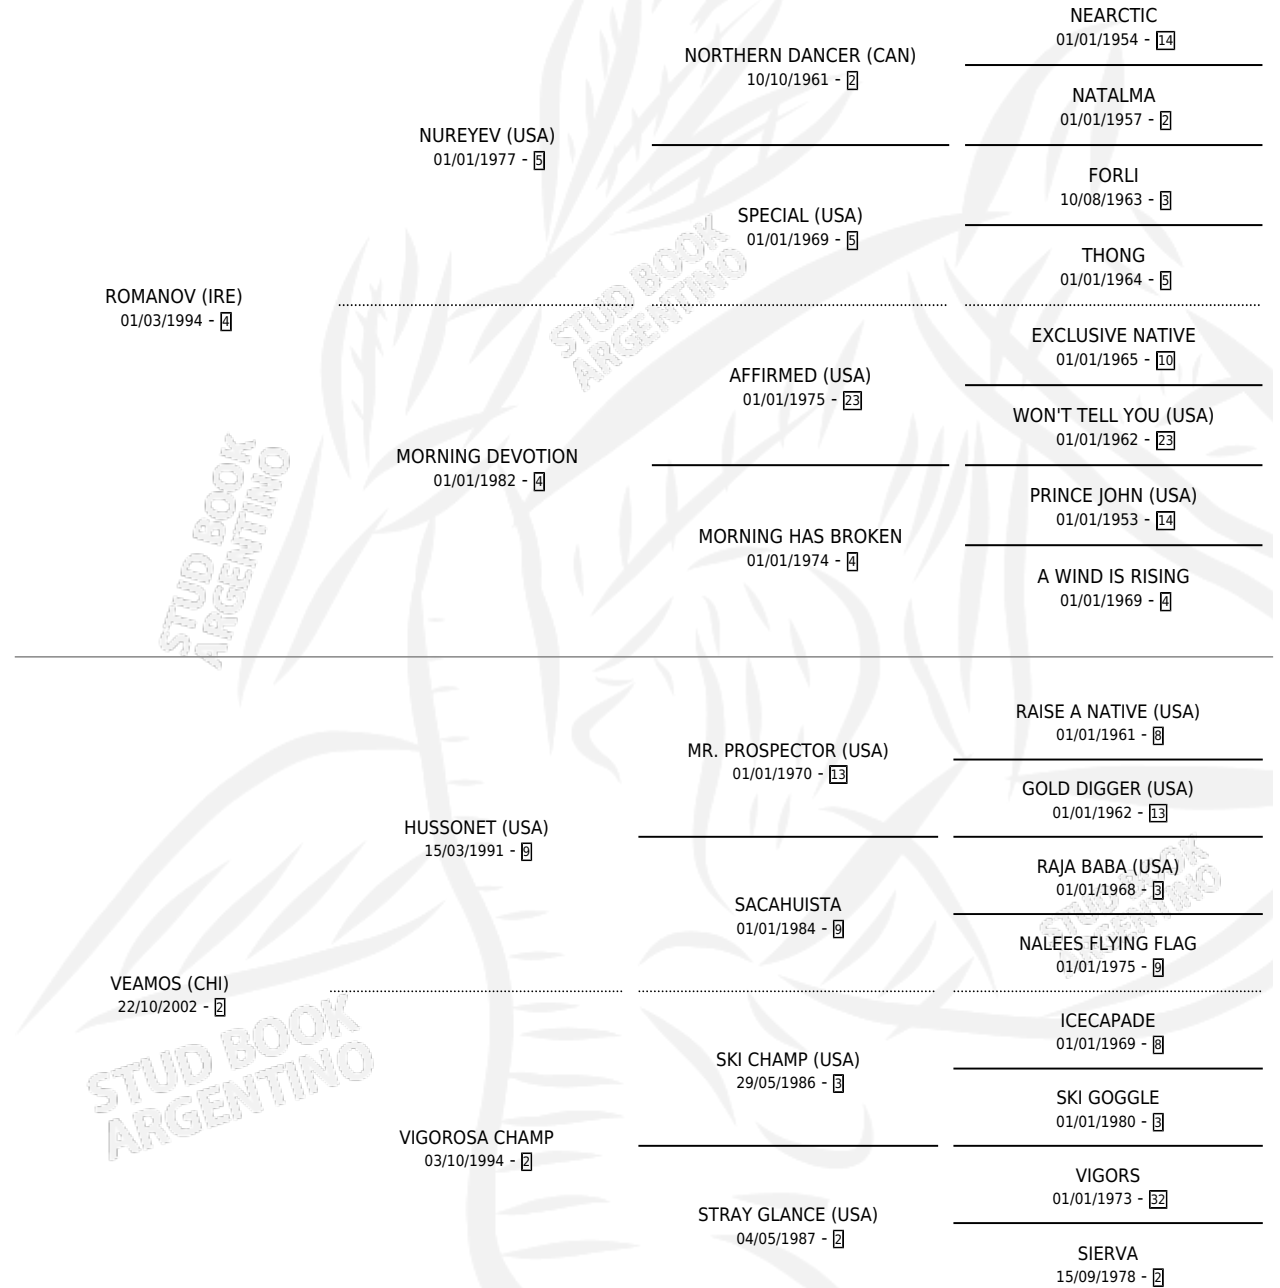 NEARCTIC
01/01/1954 - 14
NORTHERN DANCER (CAN)
10/10/1961 - 2
NATALMA
01/01/1957 - 2
NUREYEV (USA)
01/01/1977 - 5
FORLI
10/08/1963 - 3
SPECIAL (USA)
01/01/1969 - 5
THONG
01/01/1964 - 5
ROMANOV (IRE)
01/03/1994 - 4
EXCLUSIVE NATIVE
01/01/1965 - 10
AFFIRMED (USA)
01/01/1975 - 23
WON'T TELL YOU (USA)
01/01/1962 - 23
MORNING DEVOTION
01/01/1982 - 4
PRINCE JOHN (USA)
01/01/1953 - 14
MORNING HAS BROKEN
01/01/1974 - 4
A WIND IS RISING
01/01/1969 - 4
STUD BOOK
ARGENTINO
STUD BOOK
ARGENTINO
RAISE A NATIVE (USA)
01/01/1961 - 8
MR. PROSPECTOR (USA)
01/01/1970 - 13
GOLD DIGGER (USA)
01/01/1962 - 13
HUSSONET (USA)
15/03/1991 - 9
RAJA BABA (USA)
01/01/1968 - 3
SACAHUISTA
01/01/1984 - 9
NALEES FLYING FLAG
01/01/1975 - 9
VEAMOS (CHI)
22/10/2002 - 2
ICECAPADE
01/01/1969 - 8
SKI CHAMP (USA)
29/05/1986 - 3
SKI GOGGLE
01/01/1980 - 3
VIGOROSA CHAMP
03/10/1994 - 2
VIGORS
01/01/1973 - 32
STRAY GLANCE (USA)
04/05/1987 - 2
SIERVA
15/09/1978 - 2
STUD BOOK
ARGENTINO
STUD BOOK
ARGENTINO